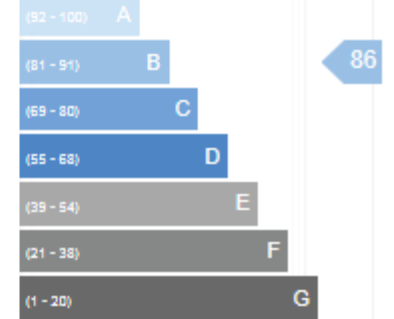 (92 - 100) A
(81 - 91) B 86
(69 - 80) C
(55 - 68) D
(39 - 54) E
(21 - 38) F
(1 - 20) G